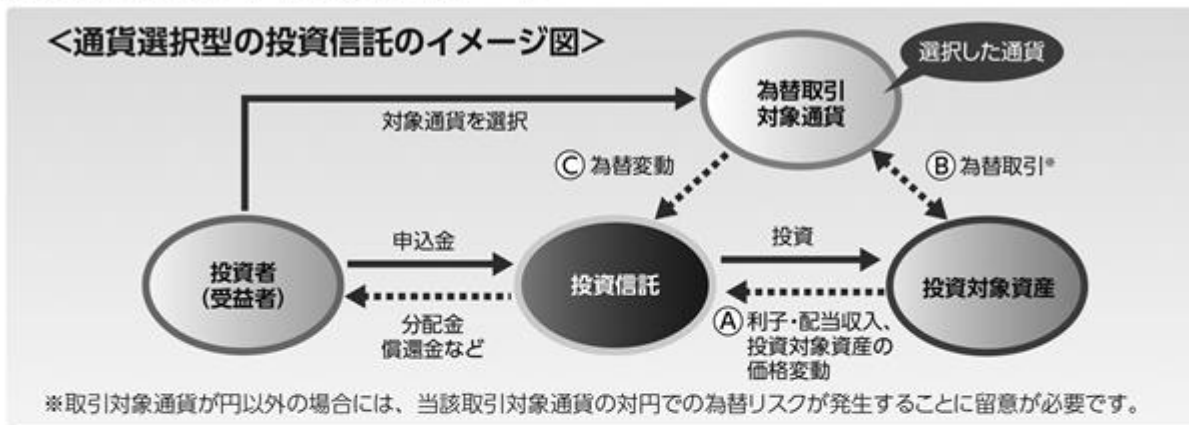 ＜通貨選択型の投資信託のイメージ図＞
選択した通貨
為替取引
対象通貨
対象通貨を選択
Ⓒ 為替変動
Ⓑ 為替取引※
申込金
投資
投資者
(受益者)
投資信託
投資対象資産
分配金
償還金など
Ⓐ 利子・配当収入、
投資対象資産の
価格変動
※取引対象通貨が円以外の場合には、当該取引対象通貨の対円での為替リスクが発生することに留意が必要です。